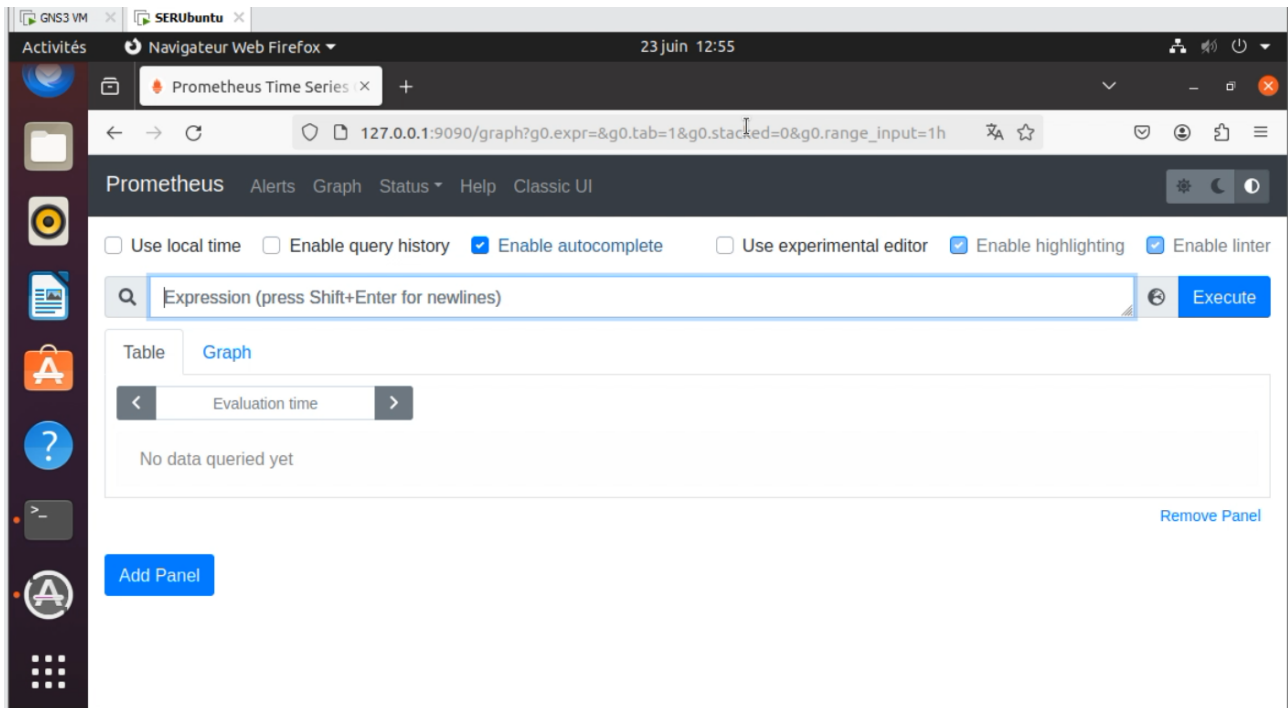 GNS3 VM SERUbuntu
Activités Navigateur Web Firefox 23 juin 12:55
Prometheus Time Series
127.0.0.1:9090/graph?g0.expr=&g0.tab=1&g0.stacked=0&g0.range_input=1h
Prometheus Alerts Graph Status Help Classic UI
Use local time Enable query history Enable autocomplete Use experimental editor Enable highlighting Enable linter
Expression (press Shift+Enter for newlines) Execute
Table Graph
Evaluation time
No data queried yet
Remove Panel
Add Panel